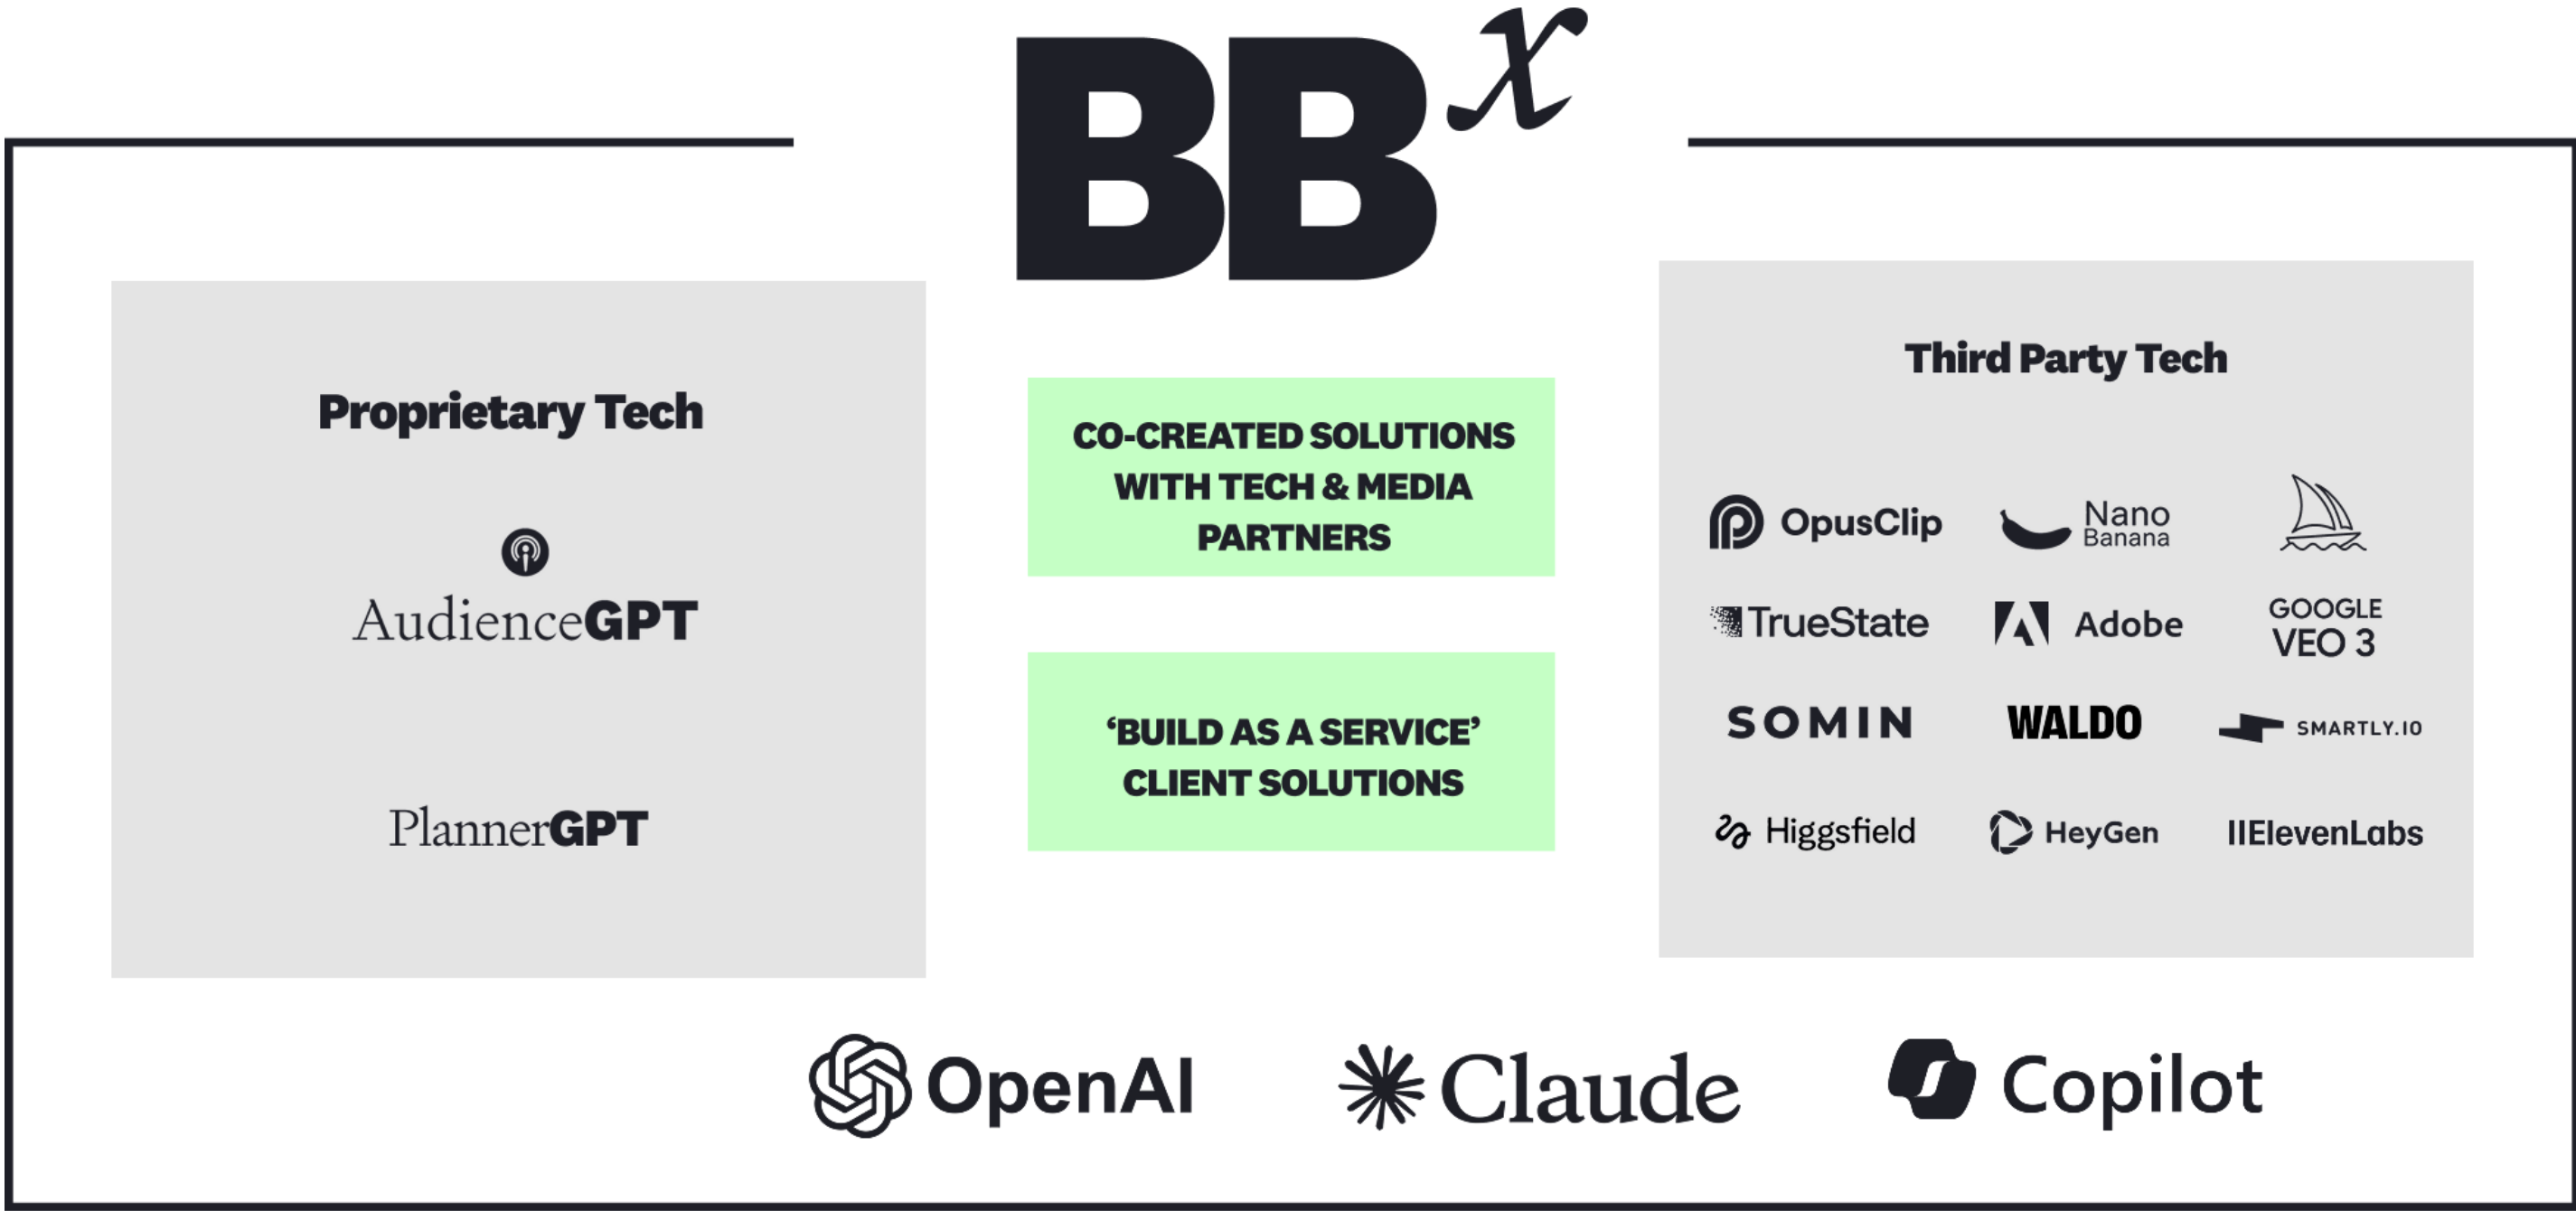 BBx
Proprietary Tech
AudienceGPT
PlannerGPT
CO-CREATED SOLUTIONS
WITH TECH & MEDIA
PARTNERS
‘BUILD AS A SERVICE’
CLIENT SOLUTIONS
Third Party Tech
OpusClip
Nano
Banana
TrueState
Adobe
GOOGLE
VEO 3
SOMIN
WALDO
SMARTLY.IO
Higgsfield
HeyGen
IIElevenLabs
OpenAI
Claude
Copilot